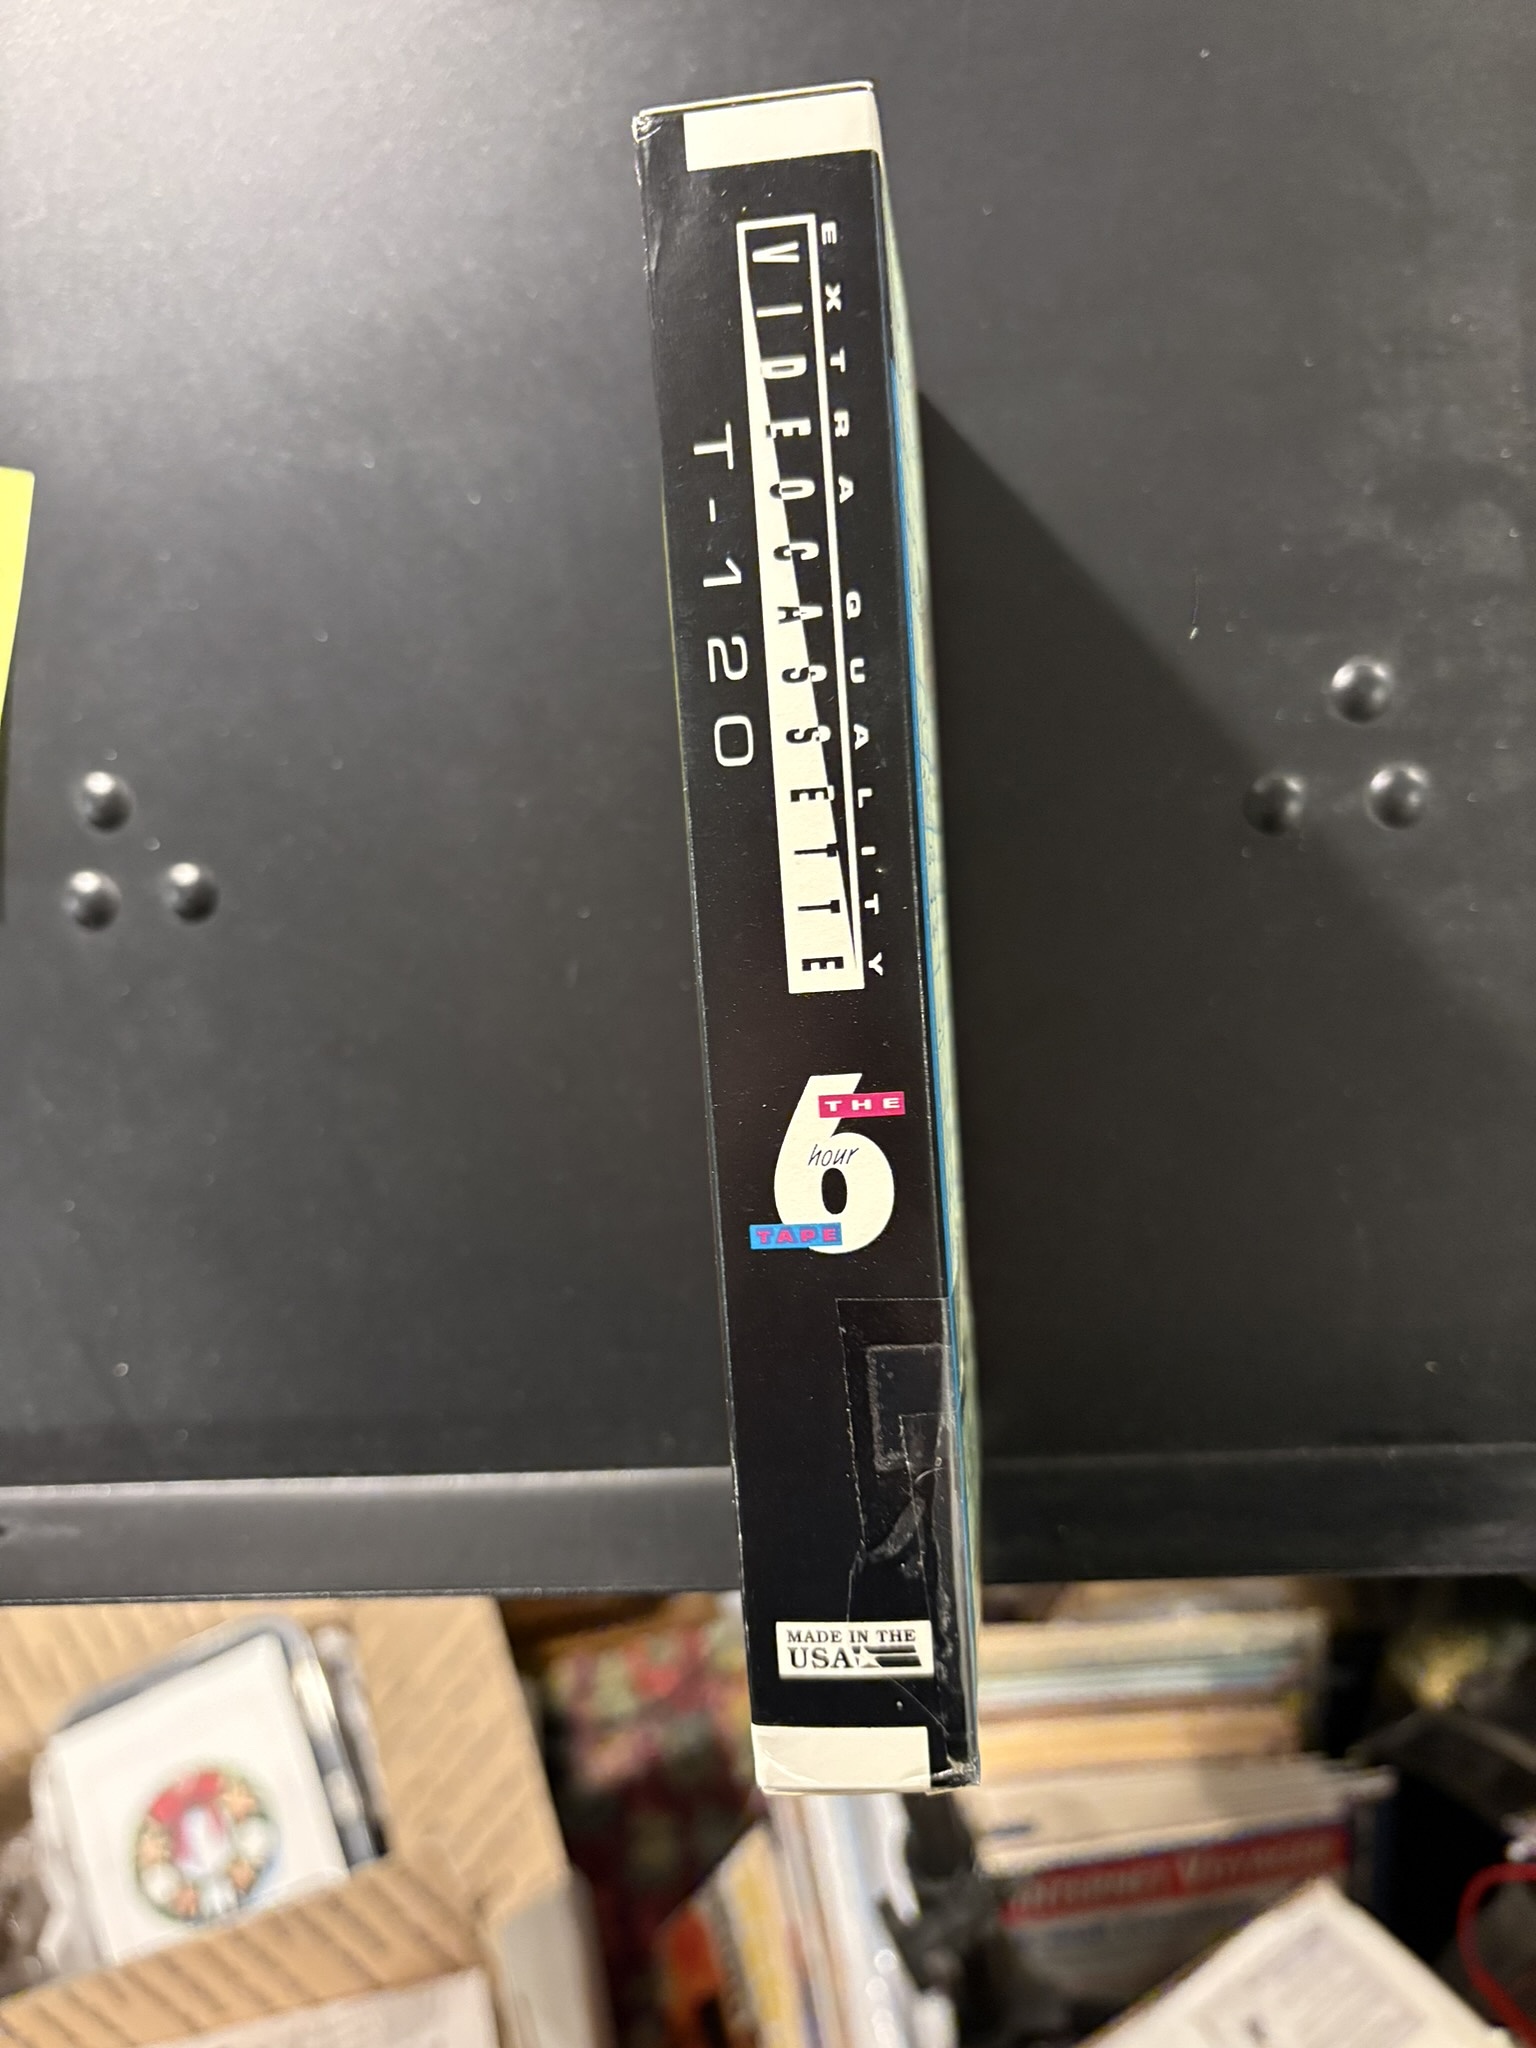 EXTRA QUALITY
VIDEOCASSETTE
T-120
THE
6
hour
TAPE
MADE IN THE
USA